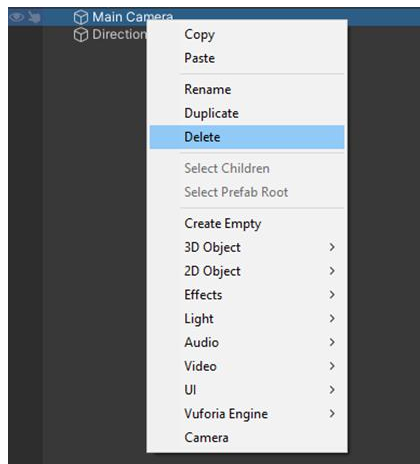 Main Camera
Direction
Copy
Paste
Rename
Duplicate
Delete
Select Children
Select Prefab Root
Create Empty
3D Object
2D Object
Effects
Light
Audio
Video
UI
Vuforia Engine
Camera